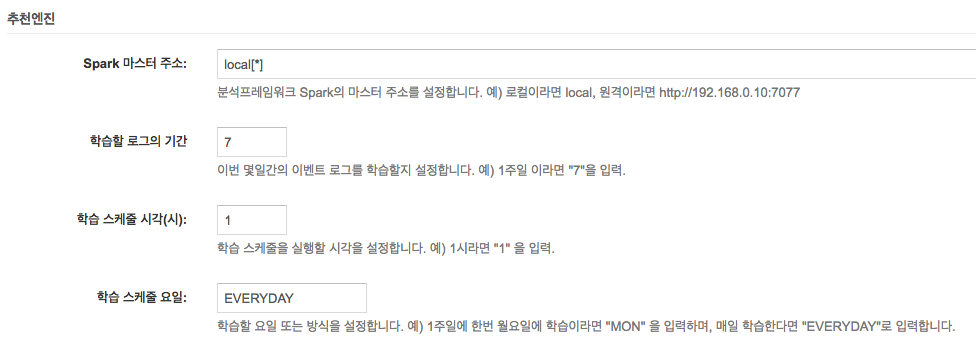 추천엔진
Spark 마스터 주소:
local[*]
분석프레임워크 Spark의 마스터 주소를 설정합니다. 예) 로컬이라면 local, 원격이라면 http://192.168.0.10:7077
학습할 로그의 기간
7
이번 몇일간의 이벤트 로그를 학습할지 설정합니다. 예) 1주일 이라면 "7"을 입력.
학습 스케줄 시각(시):
1
학습 스케줄을 실행할 시각을 설정합니다. 예) 1시라면 "1" 을 입력.
학습 스케줄 요일:
EVERYDAY
학습할 요일 또는 방식을 설정합니다. 예) 1주일에 한번 월요일에 학습이라면 "MON" 을 입력하며, 매일 학습한다면 "EVERYDAY"로 입력합니다.